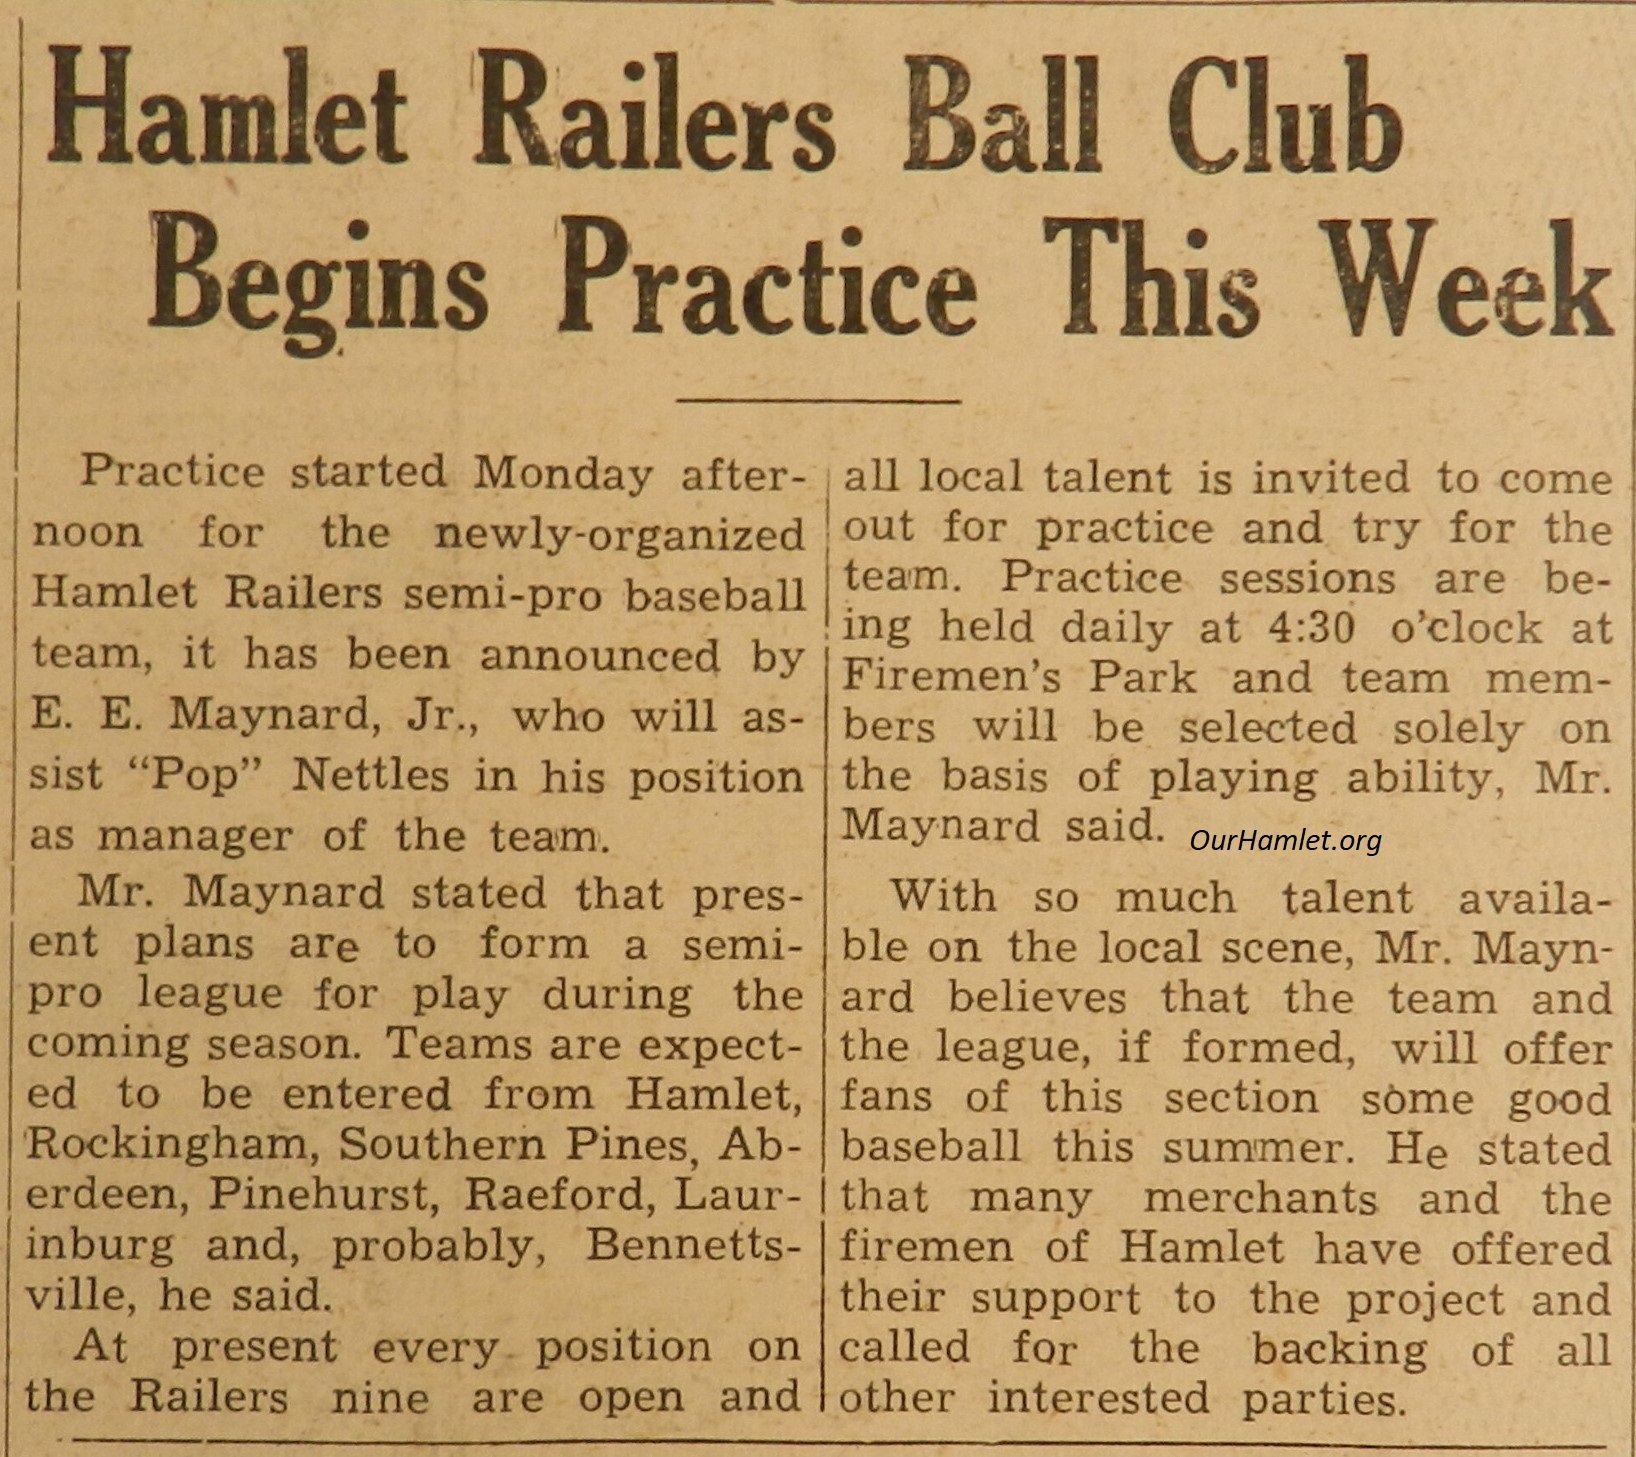 Hamlet Railers Ball Club
Begins Practice This Week
Practice started Monday after-
noon for the newly-organized
Hamlet Railers semi-pro baseball
team, it has been announced by
E. E. Maynard, Jr., who will as-
sist “Pop” Nettles in his position
as manager of the team.
Mr. Maynard stated that pres-
ent plans are to form a semi-
pro league for play during the
coming season. Teams are expect-
ed to be entered from Hamlet,
Rockingham, Southern Pines, Ab-
erdeen, Pinehurst, Raeford, Laur-
inburg and, probably, Bennetts-
ville, he said.
At present every position on
the Railers nine are open and
all local talent is invited to come
out for practice and try for the
team. Practice sessions are be-
ing held daily at 4:30 o’clock at
Firemen’s Park and team mem-
bers will be selected solely on
the basis of playing ability, Mr.
Maynard said.
OurHamlet.org
With so much talent availa-
ble on the local scene, Mr. Mayn-
ard believes that the team and
the league, if formed, will offer
fans of this section some good
baseball this summer. He stated
that many merchants and the
firemen of Hamlet have offered
their support to the project and
called for the backing of all
other interested parties.